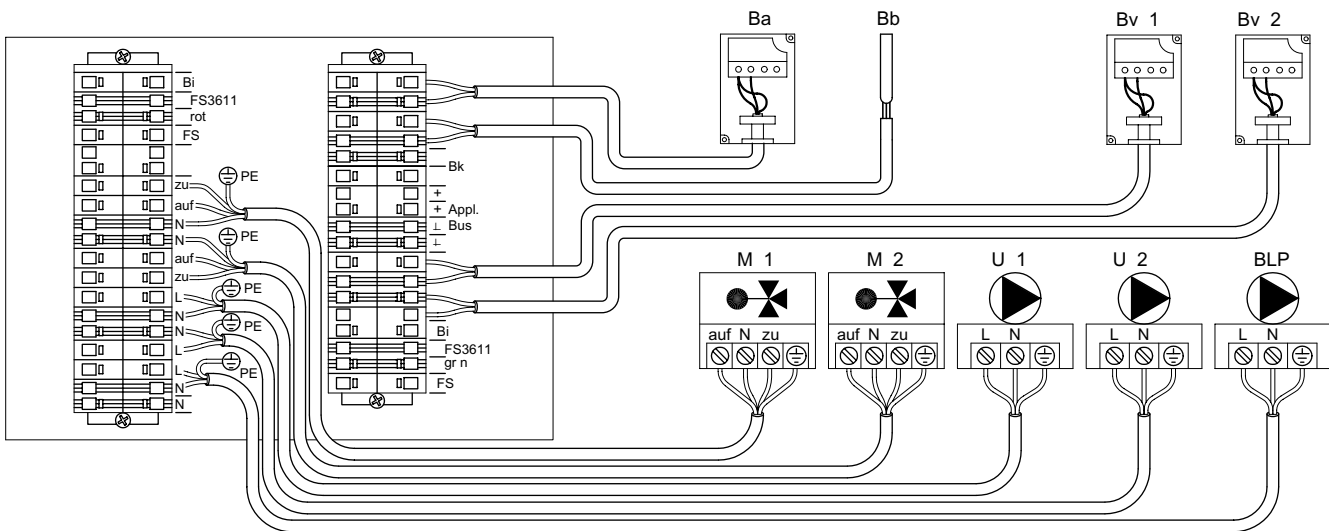 Ba
Bb
Bv 1
Bv 2
Bi
FS3611
rot
FS
zu
auf
N
N
auf
zu
L
N
N
L
L
N
N
PE
PE
PE
PE
PE
Bk
+
+ Appl.
⊥ Bus
⊥
Bi
FS3611
gr n
FS
M 1
M 2
U 1
U 2
BLP
auf N zu
auf N zu
L N
L N
L N